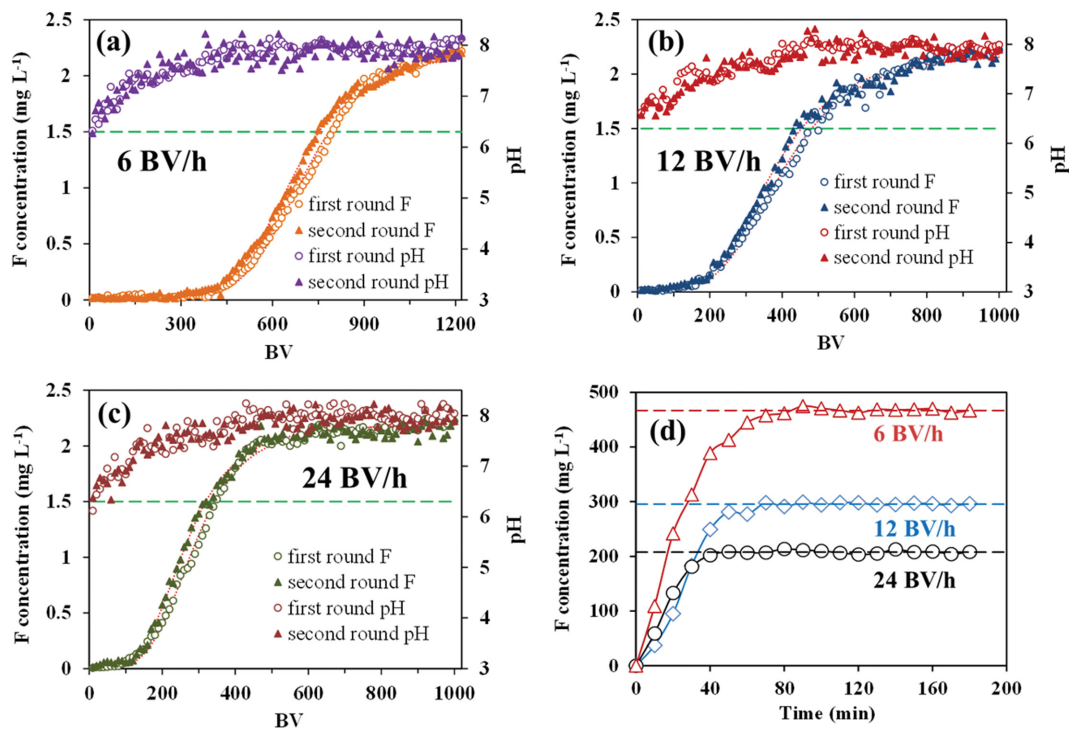 (a)
F concentration (mg L⁻¹)
2.5
2
1.5
1
0.5
0
6 BV/h
first round F
second round F
first round pH
second round pH
8
7
6
5
4
3
pH
0 300 600 900 1200
BV
(b)
F concentration (mg L⁻¹)
2.5
2
1.5
1
0.5
0
12 BV/h
first round F
second round F
first round pH
second round pH
8
7
6
5
4
3
pH
0 200 400 600 800 1000
BV
(c)
F concentration (mg L⁻¹)
2.5
2
1.5
1
0.5
0
24 BV/h
first round F
second round F
first round pH
second round pH
8
7
6
5
4
3
pH
0 200 400 600 800 1000
BV
(d)
F concentration (mg L⁻¹)
500
400
300
200
100
0
6 BV/h
12 BV/h
24 BV/h
0 40 80 120 160 200
Time (min)